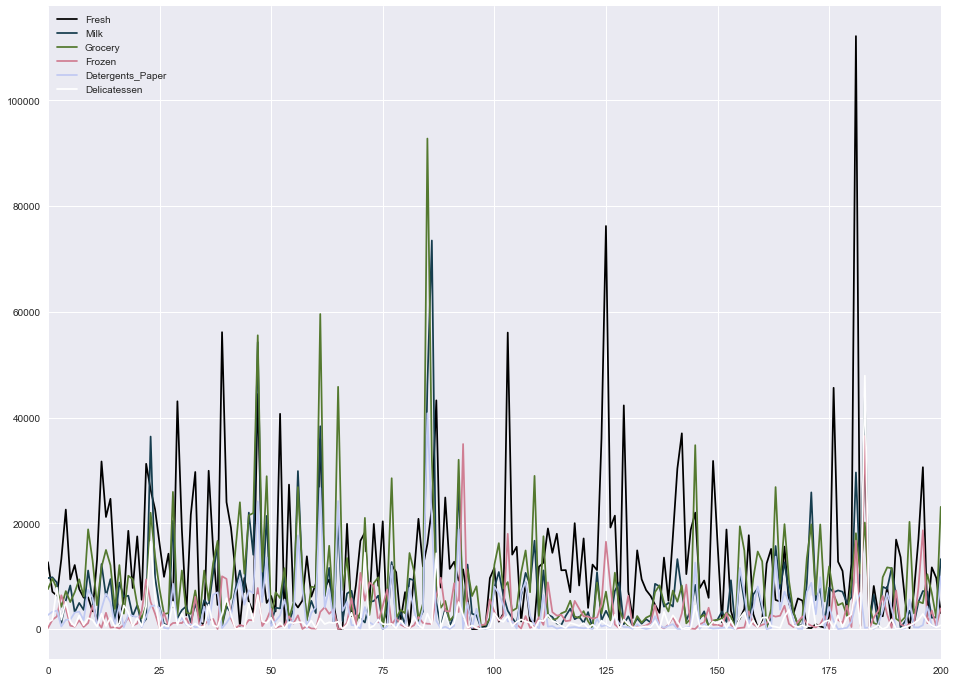 Fresh
Milk
Grocery
Frozen
Detergents_Paper
Delicatessen
100000
80000
60000
40000
20000
0
0 25 50 75 100 125 150 175 200